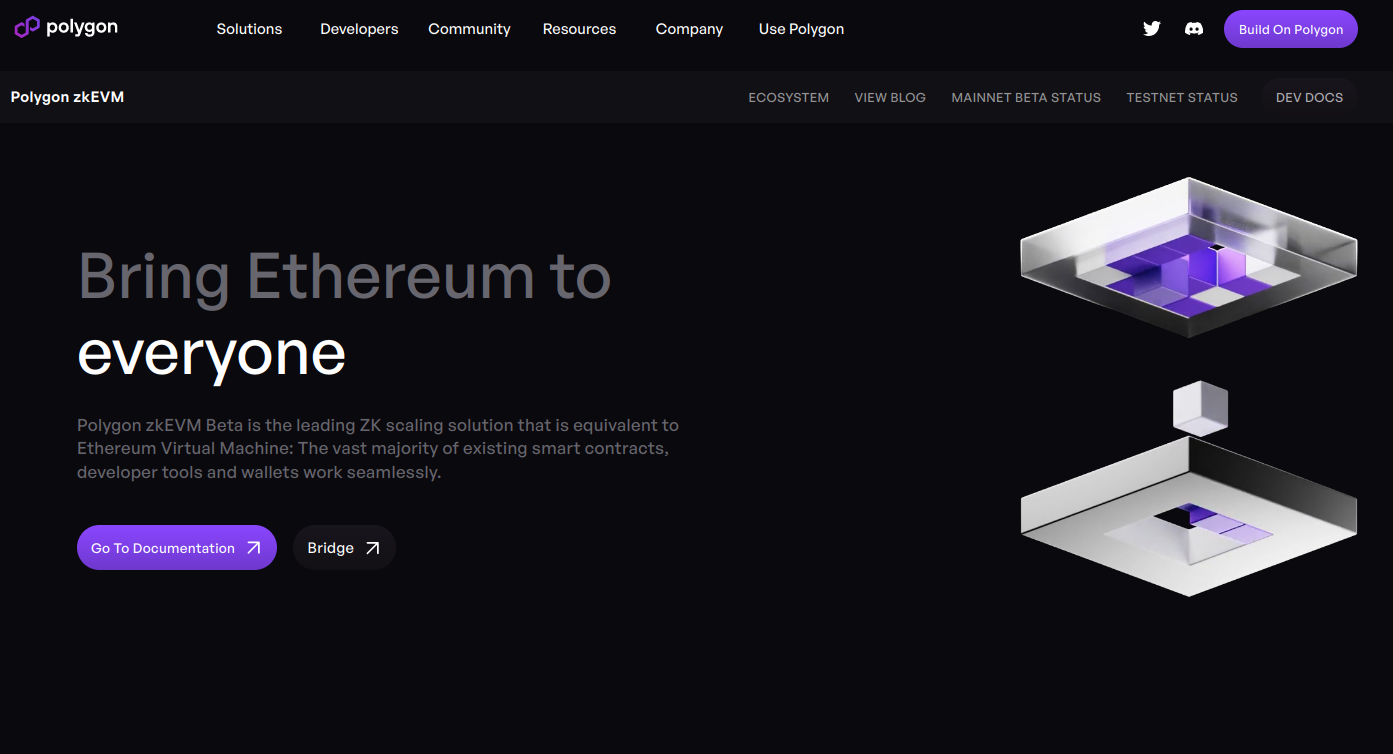 polygon
Solutions
Developers
Community
Resources
Company
Use Polygon
Build On Polygon
Polygon zkEVM
ECOSYSTEM
VIEW BLOG
MAINNET BETA STATUS
TESTNET STATUS
DEV DOCS
Bring Ethereum to
everyone
Polygon zkEVM Beta is the leading ZK scaling solution that is equivalent to
Ethereum Virtual Machine: The vast majority of existing smart contracts,
developer tools and wallets work seamlessly.
Go To Documentation
Bridge